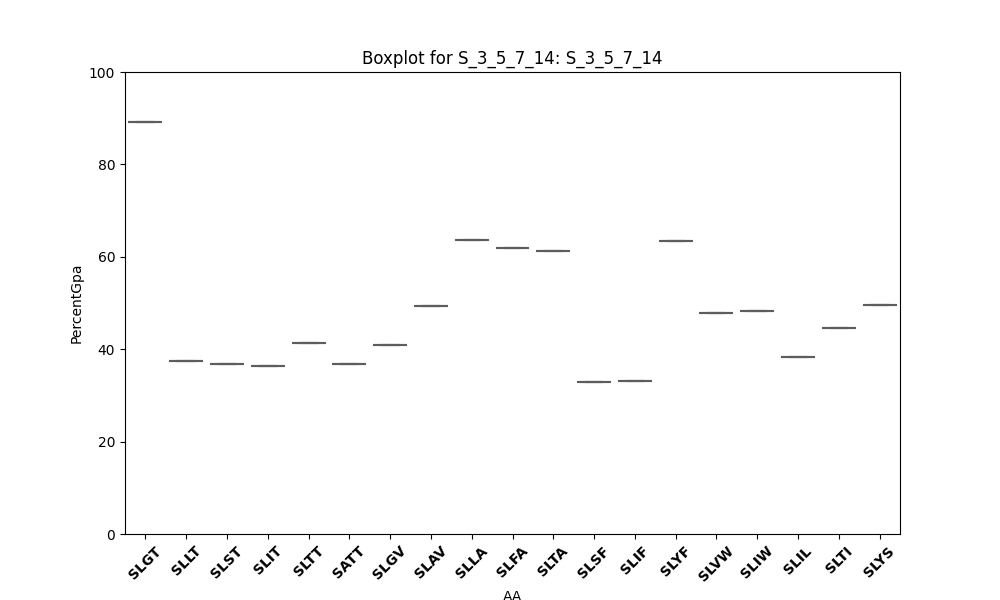 Boxplot for S_3_5_7_14: S_3_5_7_14
PercentGpa
100
80
60
40
20
0
SLGT SLLT SLST SLIT SLTT SATT SLGV SLAV SLLA SLFA SLTA SLSF SLIF SLYF SLVW SLIW SLIL SLTI SLYS
AA